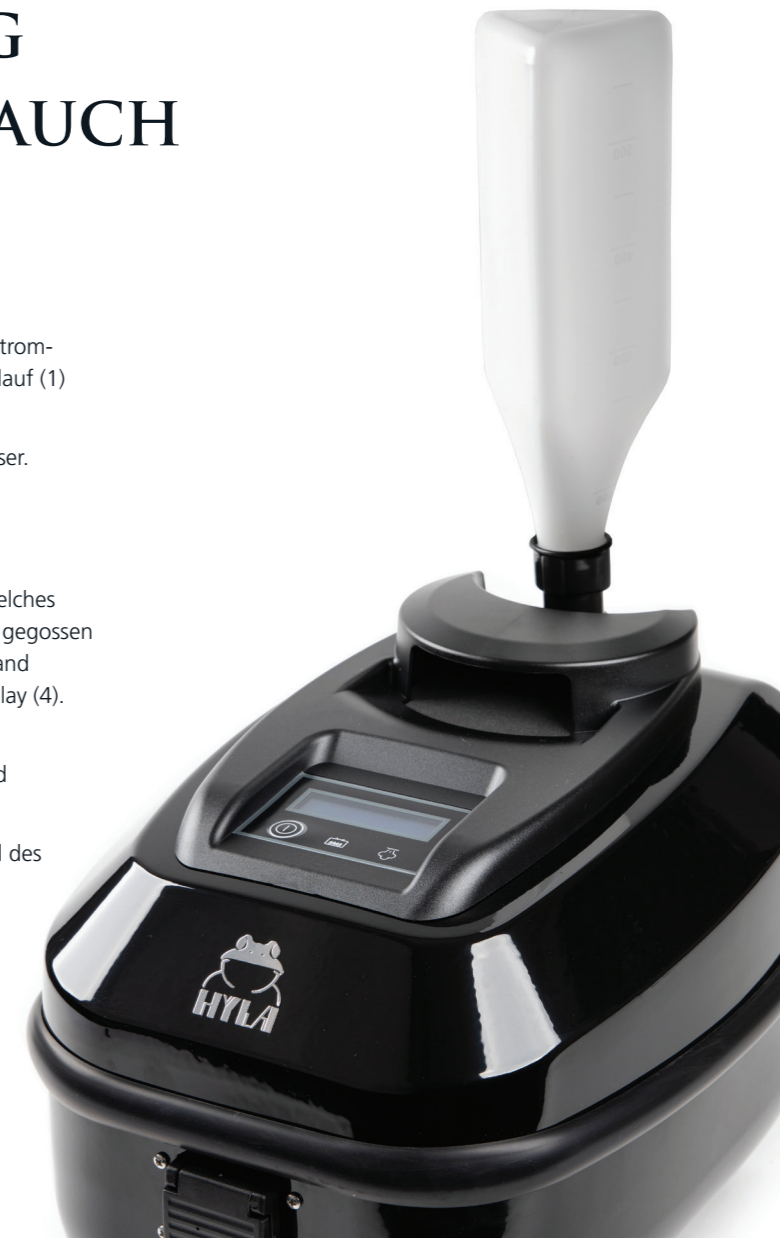 G
AUCH
trom-
lauf (1)
ser.
elches
gegossen
and
lay (4).
d
l des
HYLA